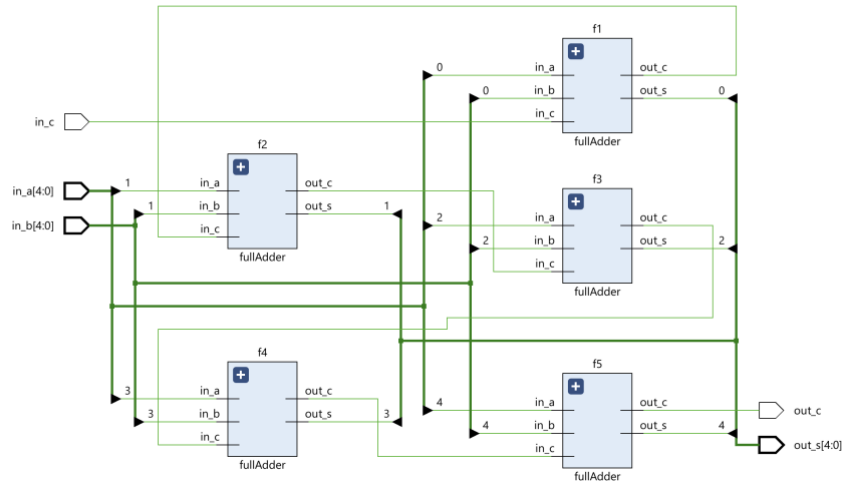 f1
0
in_a
out_c
0
in_b
out_s
0
in_c
in_c
fullAdder
f2
1
in_a
out_c
in_a[4:0]
1
in_b
out_s
1
in_b[4:0]
in_c
fullAdder
f3
2
in_a
out_c
2
in_b
out_s
2
in_c
fullAdder
f4
3
in_a
out_c
3
in_b
out_s
3
in_c
fullAdder
f5
4
in_a
out_c
out_c
4
in_b
out_s
4
out_s[4:0]
in_c
fullAdder